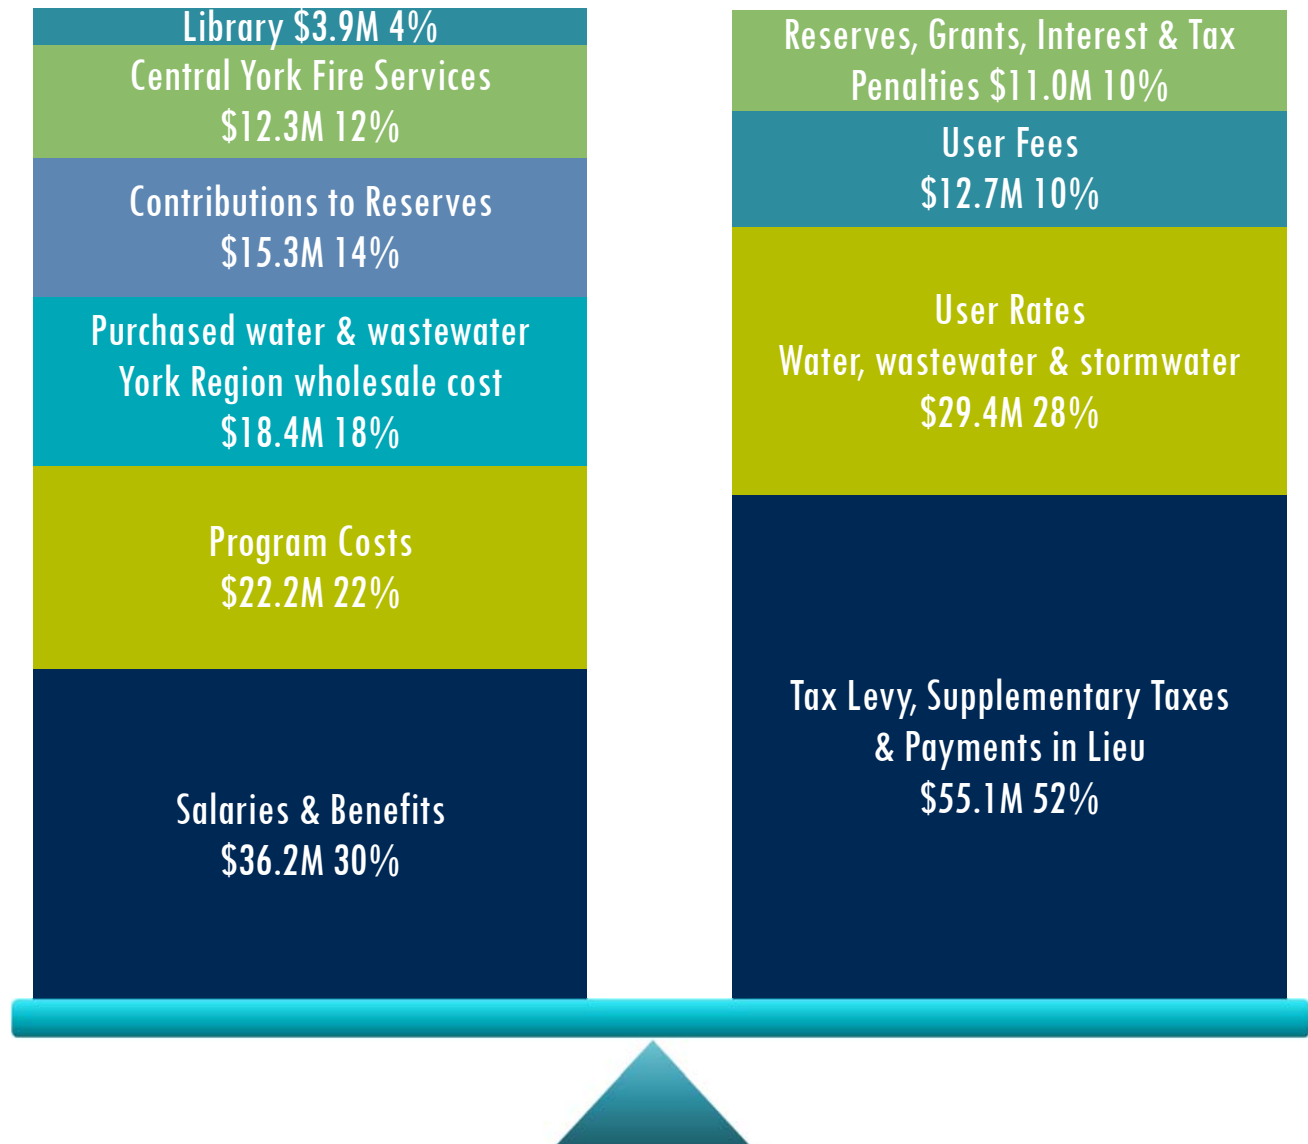 Library $3.9M 4%
Central York Fire Services
$12.3M 12%
Contributions to Reserves
$15.3M 14%
Purchased water & wastewater
York Region wholesale cost
$18.4M 18%
Program Costs
$22.2M 22%
Salaries & Benefits
$36.2M 30%
Reserves, Grants, Interest & Tax
Penalties $11.0M 10%
User Fees
$12.7M 10%
User Rates
Water, wastewater & stormwater
$29.4M 28%
Tax Levy, Supplementary Taxes
& Payments in Lieu
$55.1M 52%